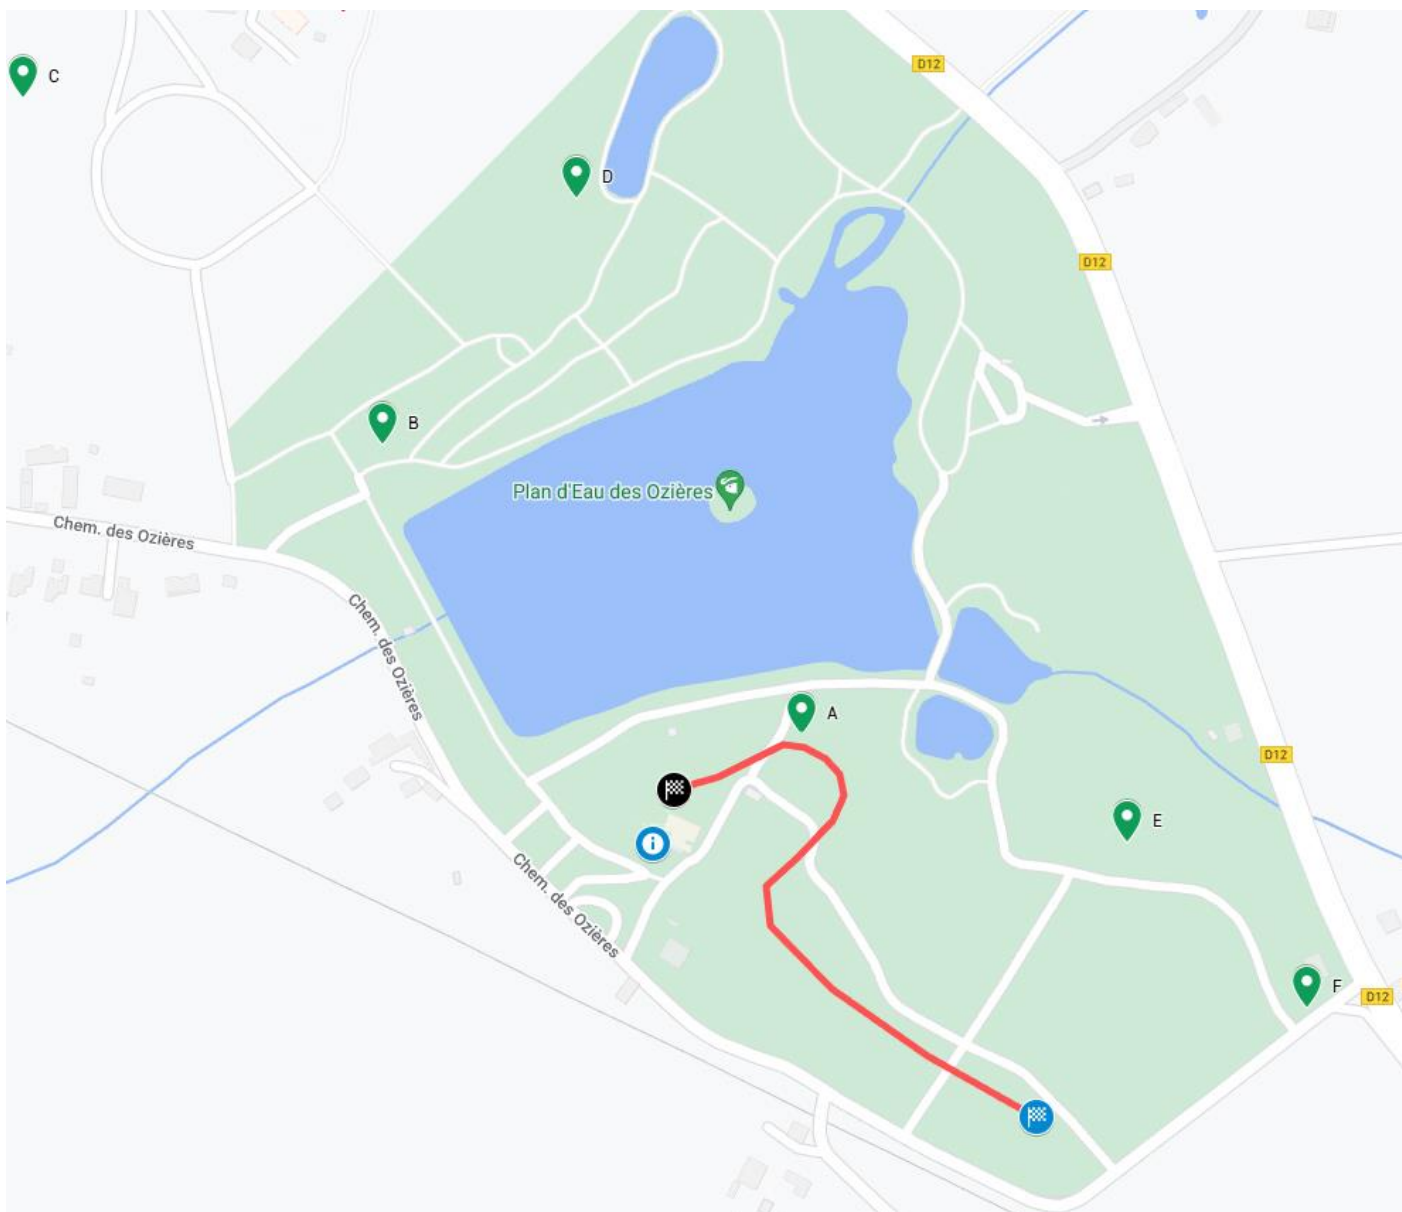 D12
C
D
D12
B
Plan d'Eau des Ozières
Chem. des Ozières
Chem. des Ozières
A
D12
E
Chem. des Ozières
F
D12